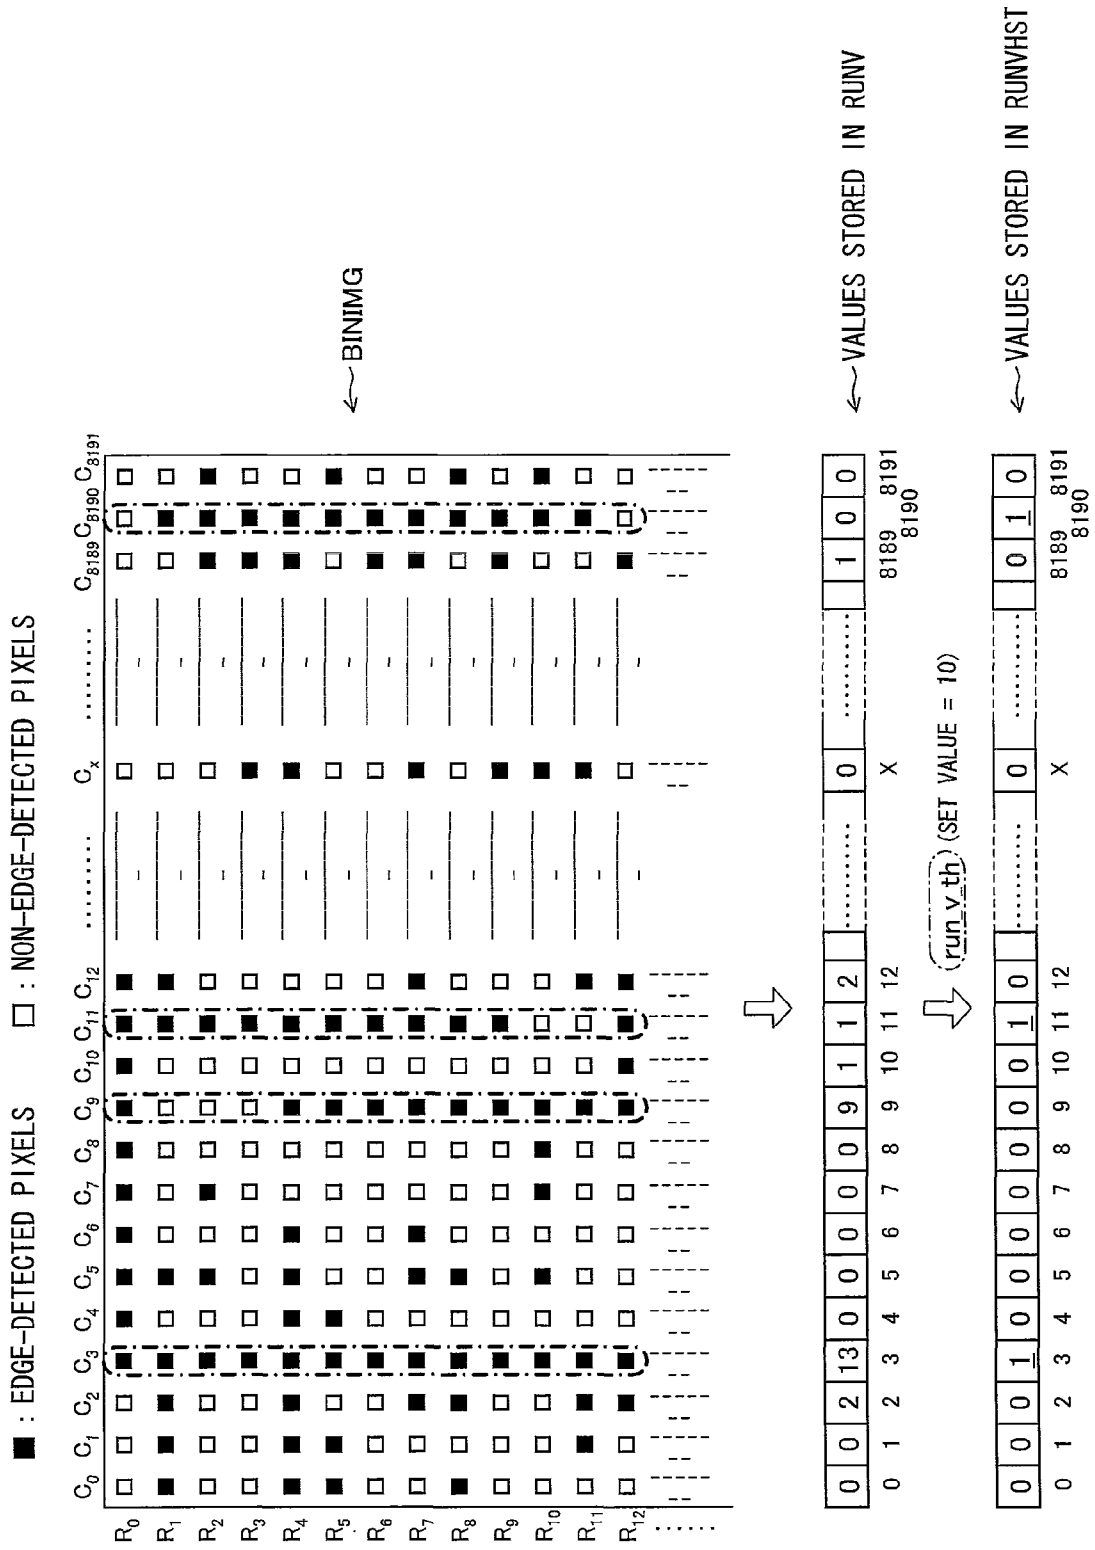 ■ : EDGE-DETECTED PIXELS □ : NON-EDGE-DETECTED PIXELS
C0 C1 C2 C3 C4 C5 C6 C7 C8 C9 C10 C11 C12 ········· Cx ········· C8189 C8190 C8191
R0
R1
R2
R3
R4
R5
R6
R7
R8
R9
R10
R11
R12
······
BINIMG
0 0 2 13 0 0 0 0 0 9 1 1 2 ········· 0 ········· 1 0 0
VALUES STORED IN RUNV
0 1 2 3 4 5 6 7 8 9 10 11 12 X 8189 8190 8191
run_v_th (SET VALUE = 10)
0 0 0 1 0 0 0 0 0 0 0 1 0 ········· 0 ········· 0 1 0
VALUES STORED IN RUNVHST
0 1 2 3 4 5 6 7 8 9 10 11 12 X 8189 8190 8191